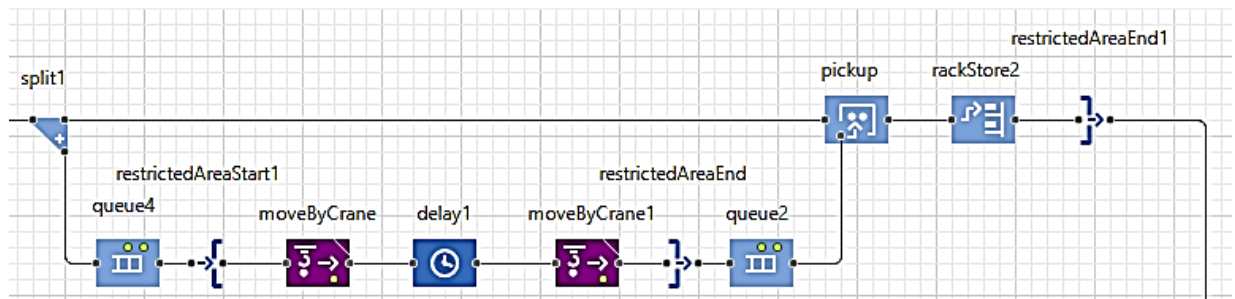 restrictedAreaEnd1
split1
pickup
rackStore2
restrictedAreaStart1
restrictedAreaEnd
queue4
moveByCrane
delay1
moveByCrane1
queue2